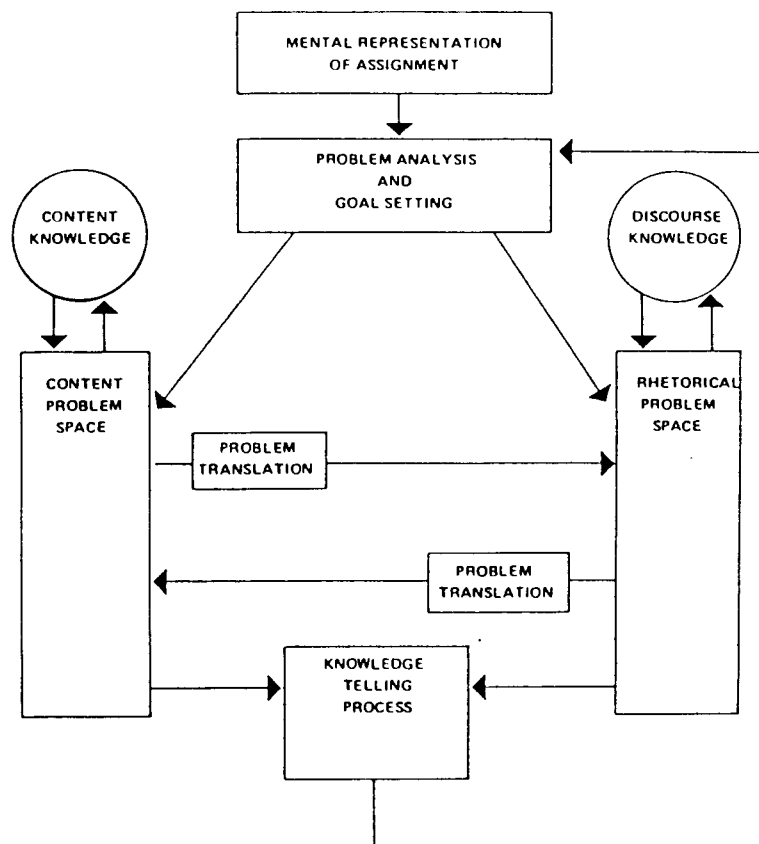 MENTAL REPRESENTATION
OF ASSIGNMENT
PROBLEM ANALYSIS
AND
GOAL SETTING
CONTENT
KNOWLEDGE
DISCOURSE
KNOWLEDGE
CONTENT
PROBLEM
SPACE
RHETORICAL
PROBLEM
SPACE
PROBLEM
TRANSLATION
PROBLEM
TRANSLATION
KNOWLEDGE
TELLING
PROCESS